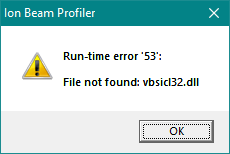 Ion Beam Profiler
Run-time error '53':
File not found: vbsicl32.dll
OK